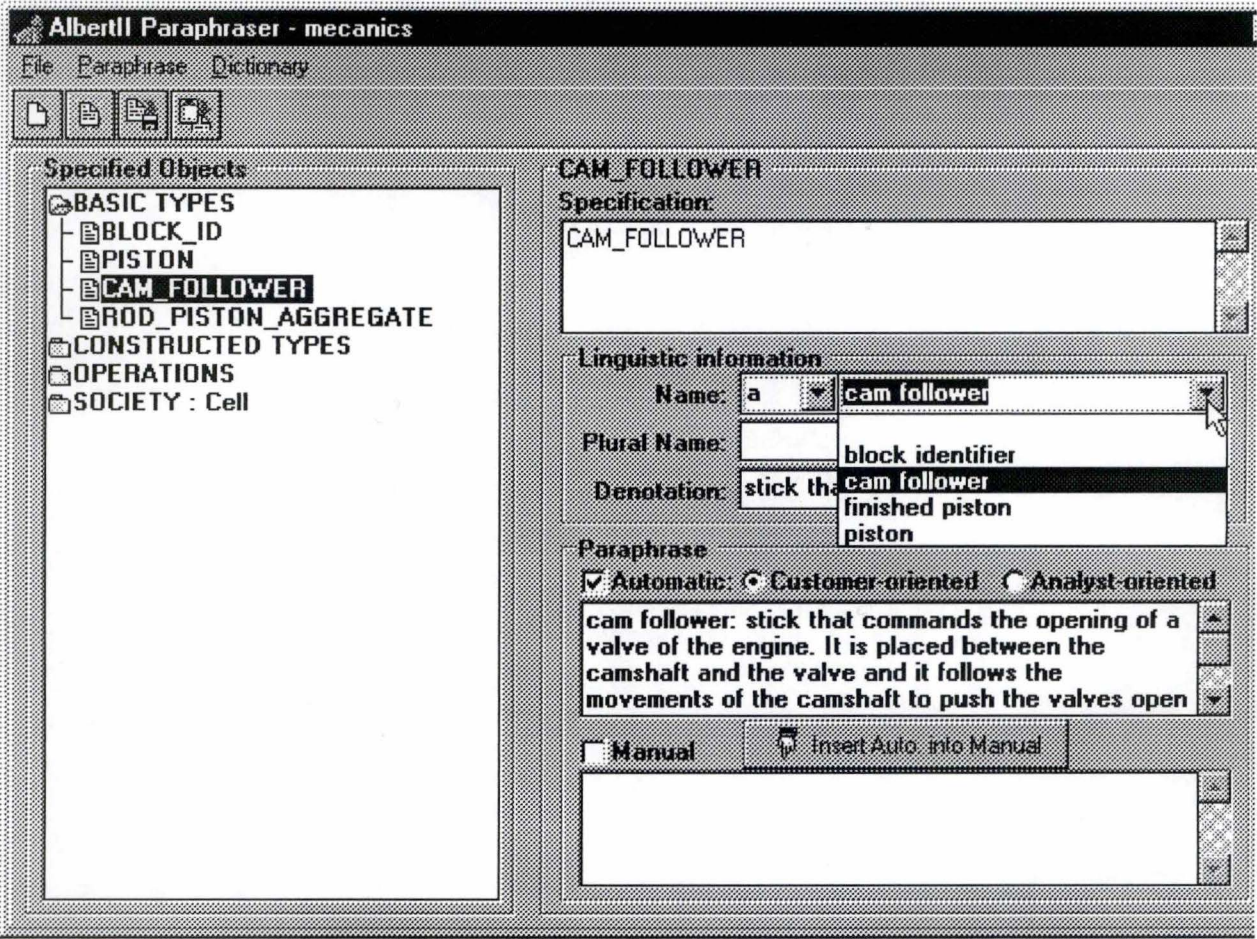 AlbertII Paraphraser - mecanics
File Paraphrase Dictionary
Specified Objects
BASIC TYPES
BLOCK_ID
PISTON
CAM_FOLLOWER
ROD_PISTON_AGGREGATE
CONSTRUCTED TYPES
OPERATIONS
SOCIETY : Cell
CAM_FOLLOWER
Specification:
CAM_FOLLOWER
Linguistic information
Name: a cam follower
block identifier
cam follower
finished piston
piston
Plural Name:
Denotation: stick tha
Paraphrase
Automatic: Customer-oriented Analyst-oriented
cam follower: stick that commands the opening of a
valve of the engine. It is placed between the
camshaft and the valve and it follows the
movements of the camshaft to push the valves open
Manual Insert Auto. into Manual